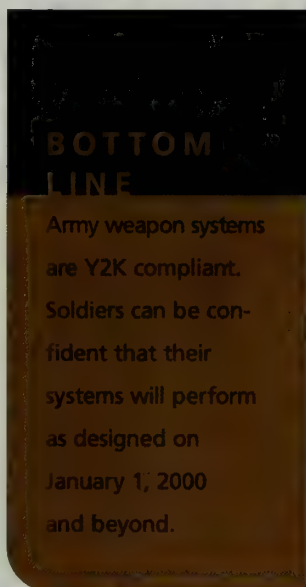 BOTTOM
LINE
Army weapon systems
are Y2K compliant.
Soldiers can be con-
fident that their
systems will perform
as designed on
January 1, 2000
and beyond.